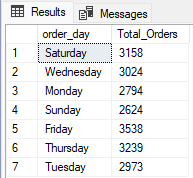 Results Messages
order_day Total_Orders
1 Saturday 3158
2 Wednesday 3024
3 Monday 2794
4 Sunday 2624
5 Friday 3538
6 Thursday 3239
7 Tuesday 2973